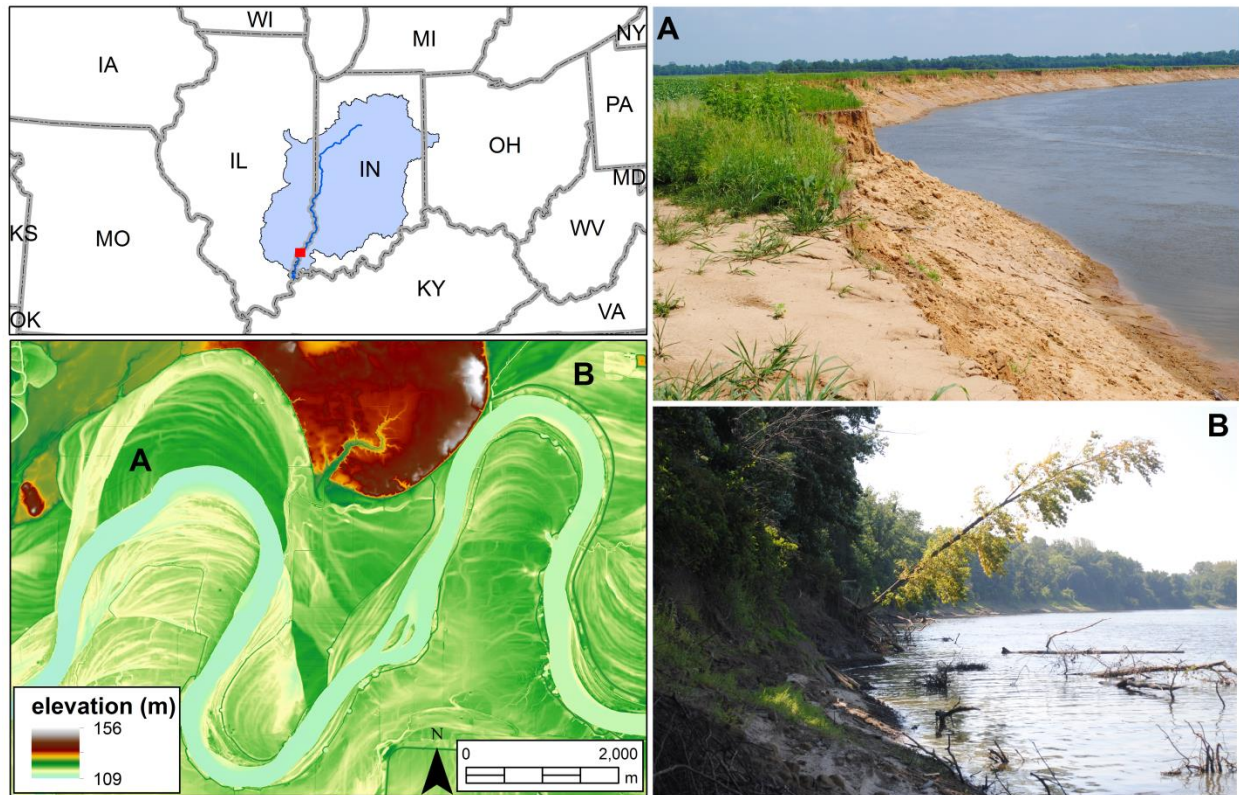 WI
MI
NY
IA
PA
IL
IN
OH
MD
KS
MO
WV
KY
VA
OK
A
B
A
B
elevation (m)
156
109
N
0 2,000
m
A
B